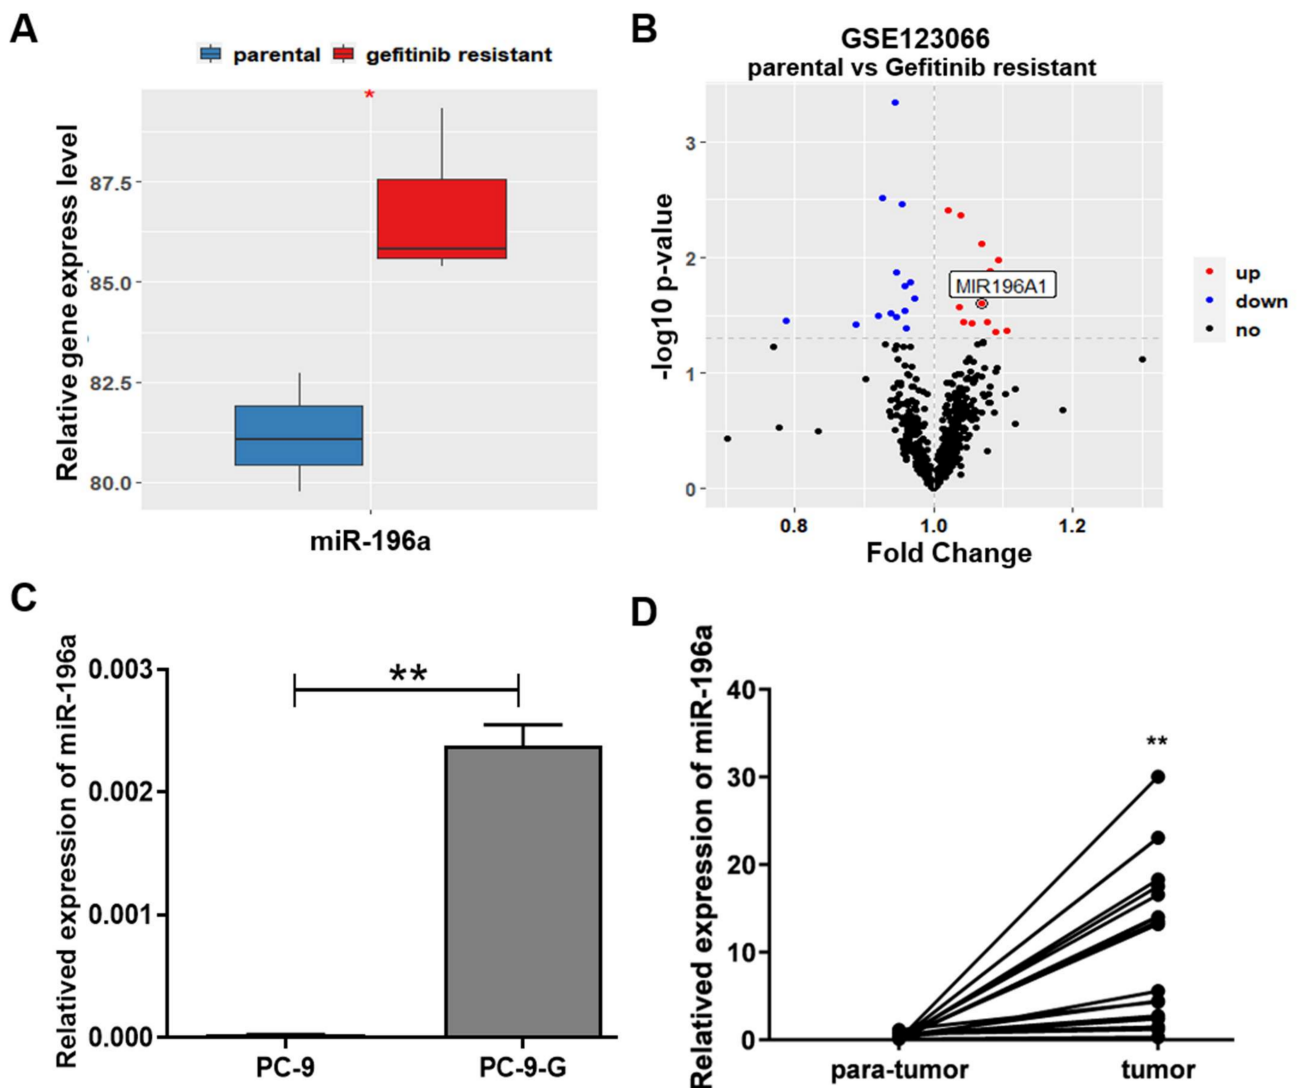 A
parental gefitinib resistant
*
Relative gene express level
87.5
85.0
82.5
80.0
miR-196a
B
GSE123066
parental vs Gefitinib resistant
-log10 p-value
3
2
1
0
MIR196A1
0.8 1.0 1.2
Fold Change
up
down
no
C
Relatived expression of miR-196a
0.003
0.002
0.001
0.000
**
PC-9 PC-9-G
D
Relatived expression of miR-196a
40
30
20
10
0
**
para-tumor tumor